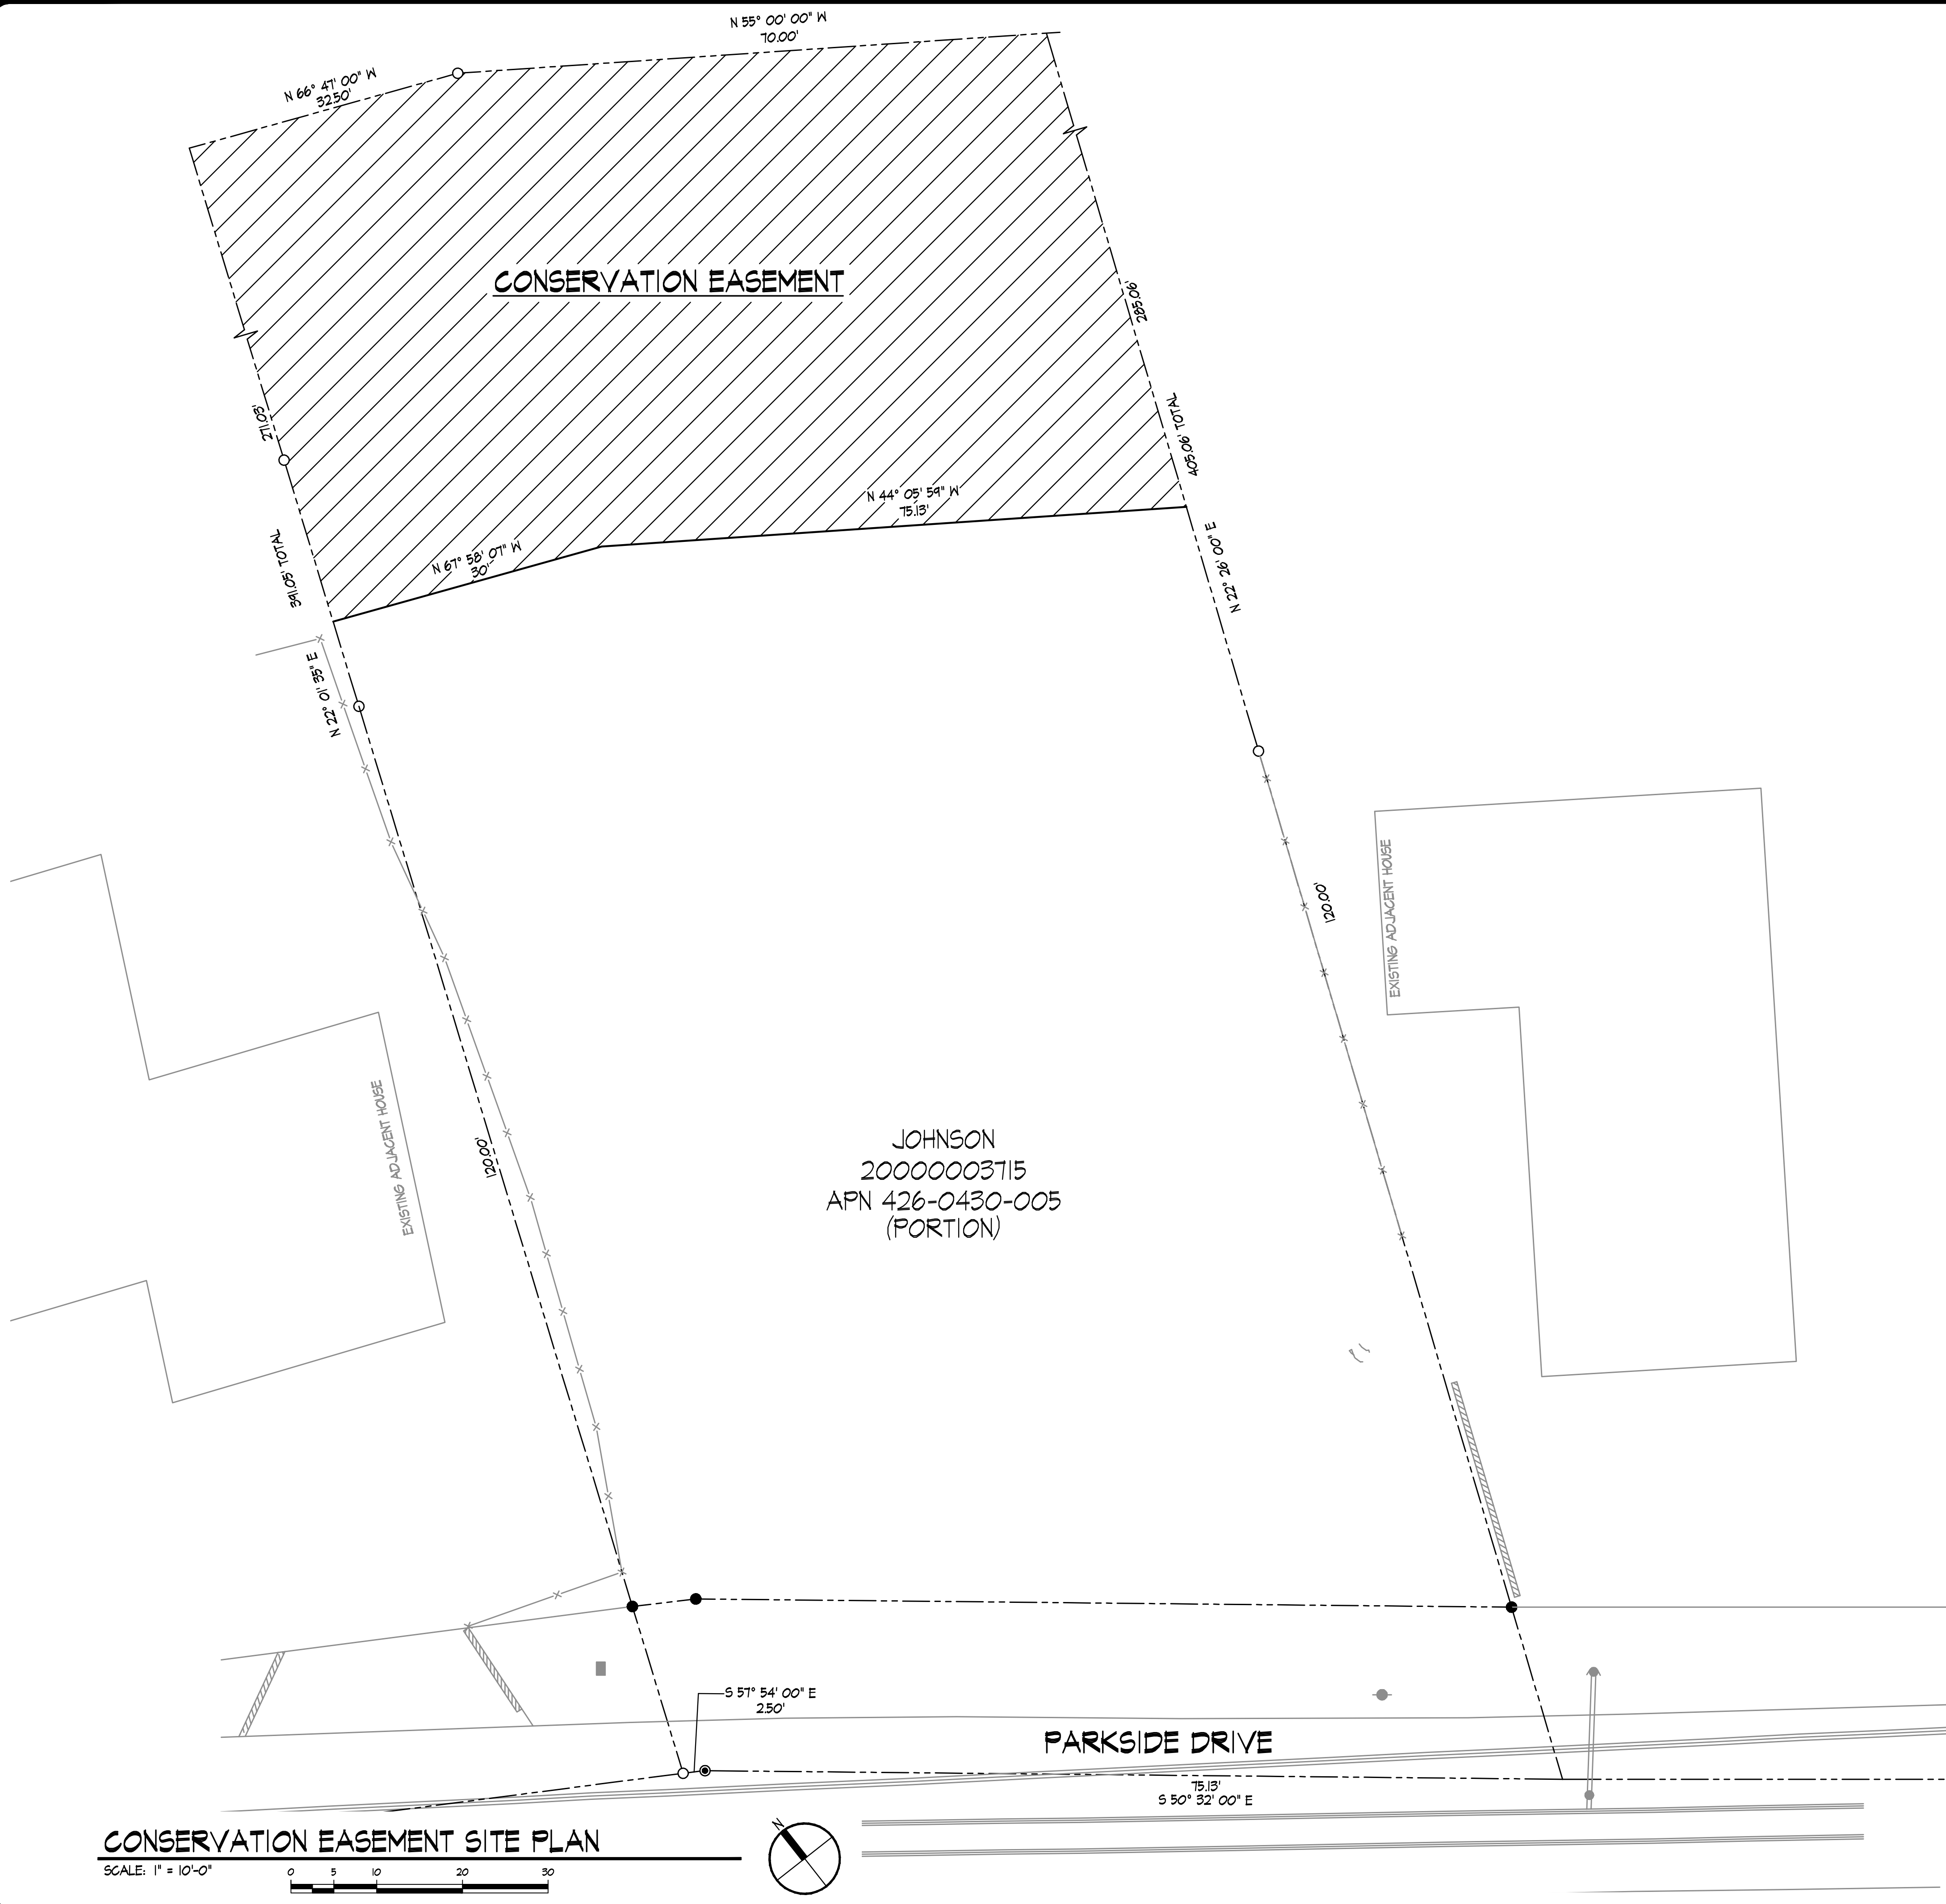 N 55° 00' 00" W
70.00'
N 66° 47' 00" W
32.50'
CONSERVATION EASEMENT
285.06'
271.03'
405.06' TOTAL
N 44° 05' 59" W
75.13'
N 67° 58' 07" W
30'
391.05' TOTAL
N 22° 26' 00" E
N 22° 01' 35" E
EXISTING ADJACENT HOUSE
120.00'
EXISTING ADJACENT HOUSE
120.00'
JOHNSON
20000003715
APN 426-0430-005
(PORTION)
S 57° 54' 00" E
2.50'
PARKSIDE DRIVE
75.13'
S 50° 32' 00" E
N
CONSERVATION EASEMENT SITE PLAN
SCALE: 1" = 10'-0"
0 5 10 20 30